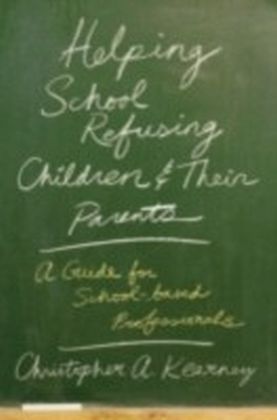 Helping
School
Refusing
Children & Their
Parents
A Guide for
School-based
Professionals
Christopher A. Kearney